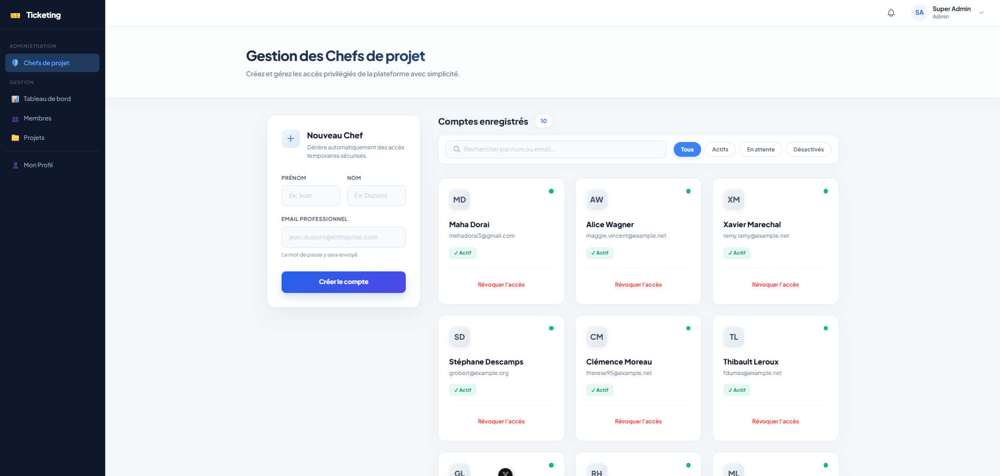 Ticketing
SA
Super Admin
Admin
ADMINISTRATION
Chefs de projet
GESTION
Tableau de bord
Membres
Projets
Mon Profil
Gestion des Chefs de projet
Créez et gérez les accès privilégiés de la plateforme avec simplicité.
Nouveau Chef
Génère automatiquement des accès
temporaires sécurisés.
PRÉNOM NOM
Ex: Jean Ex: Dupont
EMAIL PROFESSIONNEL
jean.dupont@entreprise.com
Le mot de passe y sera envoyé.
Créer le compte
Comptes enregistrés 10
Rechercher par nom ou email... Tous Actifs En attente Désactivés
MD
Maha Dorai
mehadorai3@gmail.com
✓ Actif
Révoquer l'accès
AW
Alice Wagner
maggie.vincent@example.net
✓ Actif
Révoquer l'accès
XM
Xavier Marechal
remy.lamy@example.net
✓ Actif
Révoquer l'accès
SD
Stéphane Descamps
grobert@example.org
✓ Actif
Révoquer l'accès
CM
Clémence Moreau
therese95@example.net
✓ Actif
Révoquer l'accès
TL
Thibault Leroux
fdumas@example.net
✓ Actif
Révoquer l'accès
GL
RH
ML